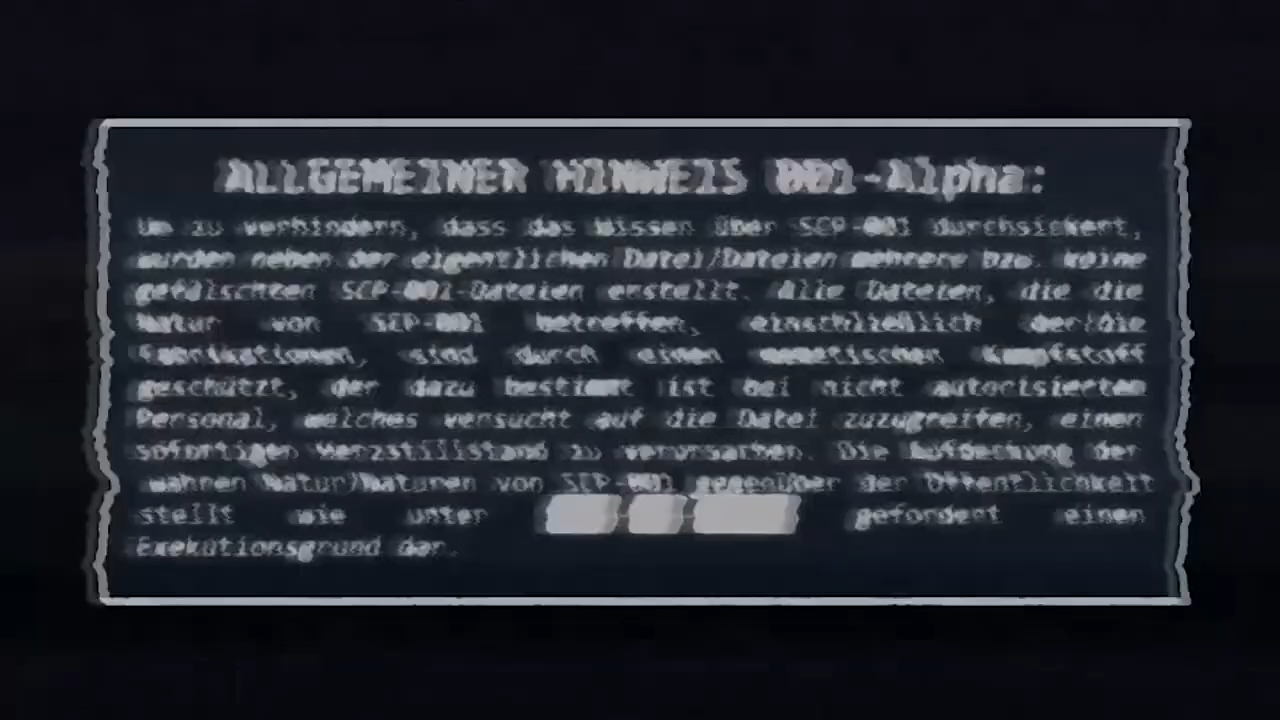 ALLGEMEINER HINWEIS 001-Alpha:
Um zu verhindern, dass das Wissen über SCP-001 durchsickert,
wurden neben der eigentlichen Datei/Dateien mehrere bzw. keine
gefälschten SCP-001-Dateien erstellt. Alle Dateien, die die
Natur von SCP-001 betreffen, einschließlich der/die
Fabrikationen, sind durch einen memetischen Kampfstoff
geschützt, der dazu bestimmt ist bei nicht autorisierten
Personal, welches versucht auf die Datei zuzugreifen, einen
sofortigen Herzstillstand zu verursachen. Die Aufdeckung der
wahren Natur/Naturen von SCP-001 gegenüber der Öffentlichkeit
stellt wie unter gefordert einen
Exekutionsgrund dar.